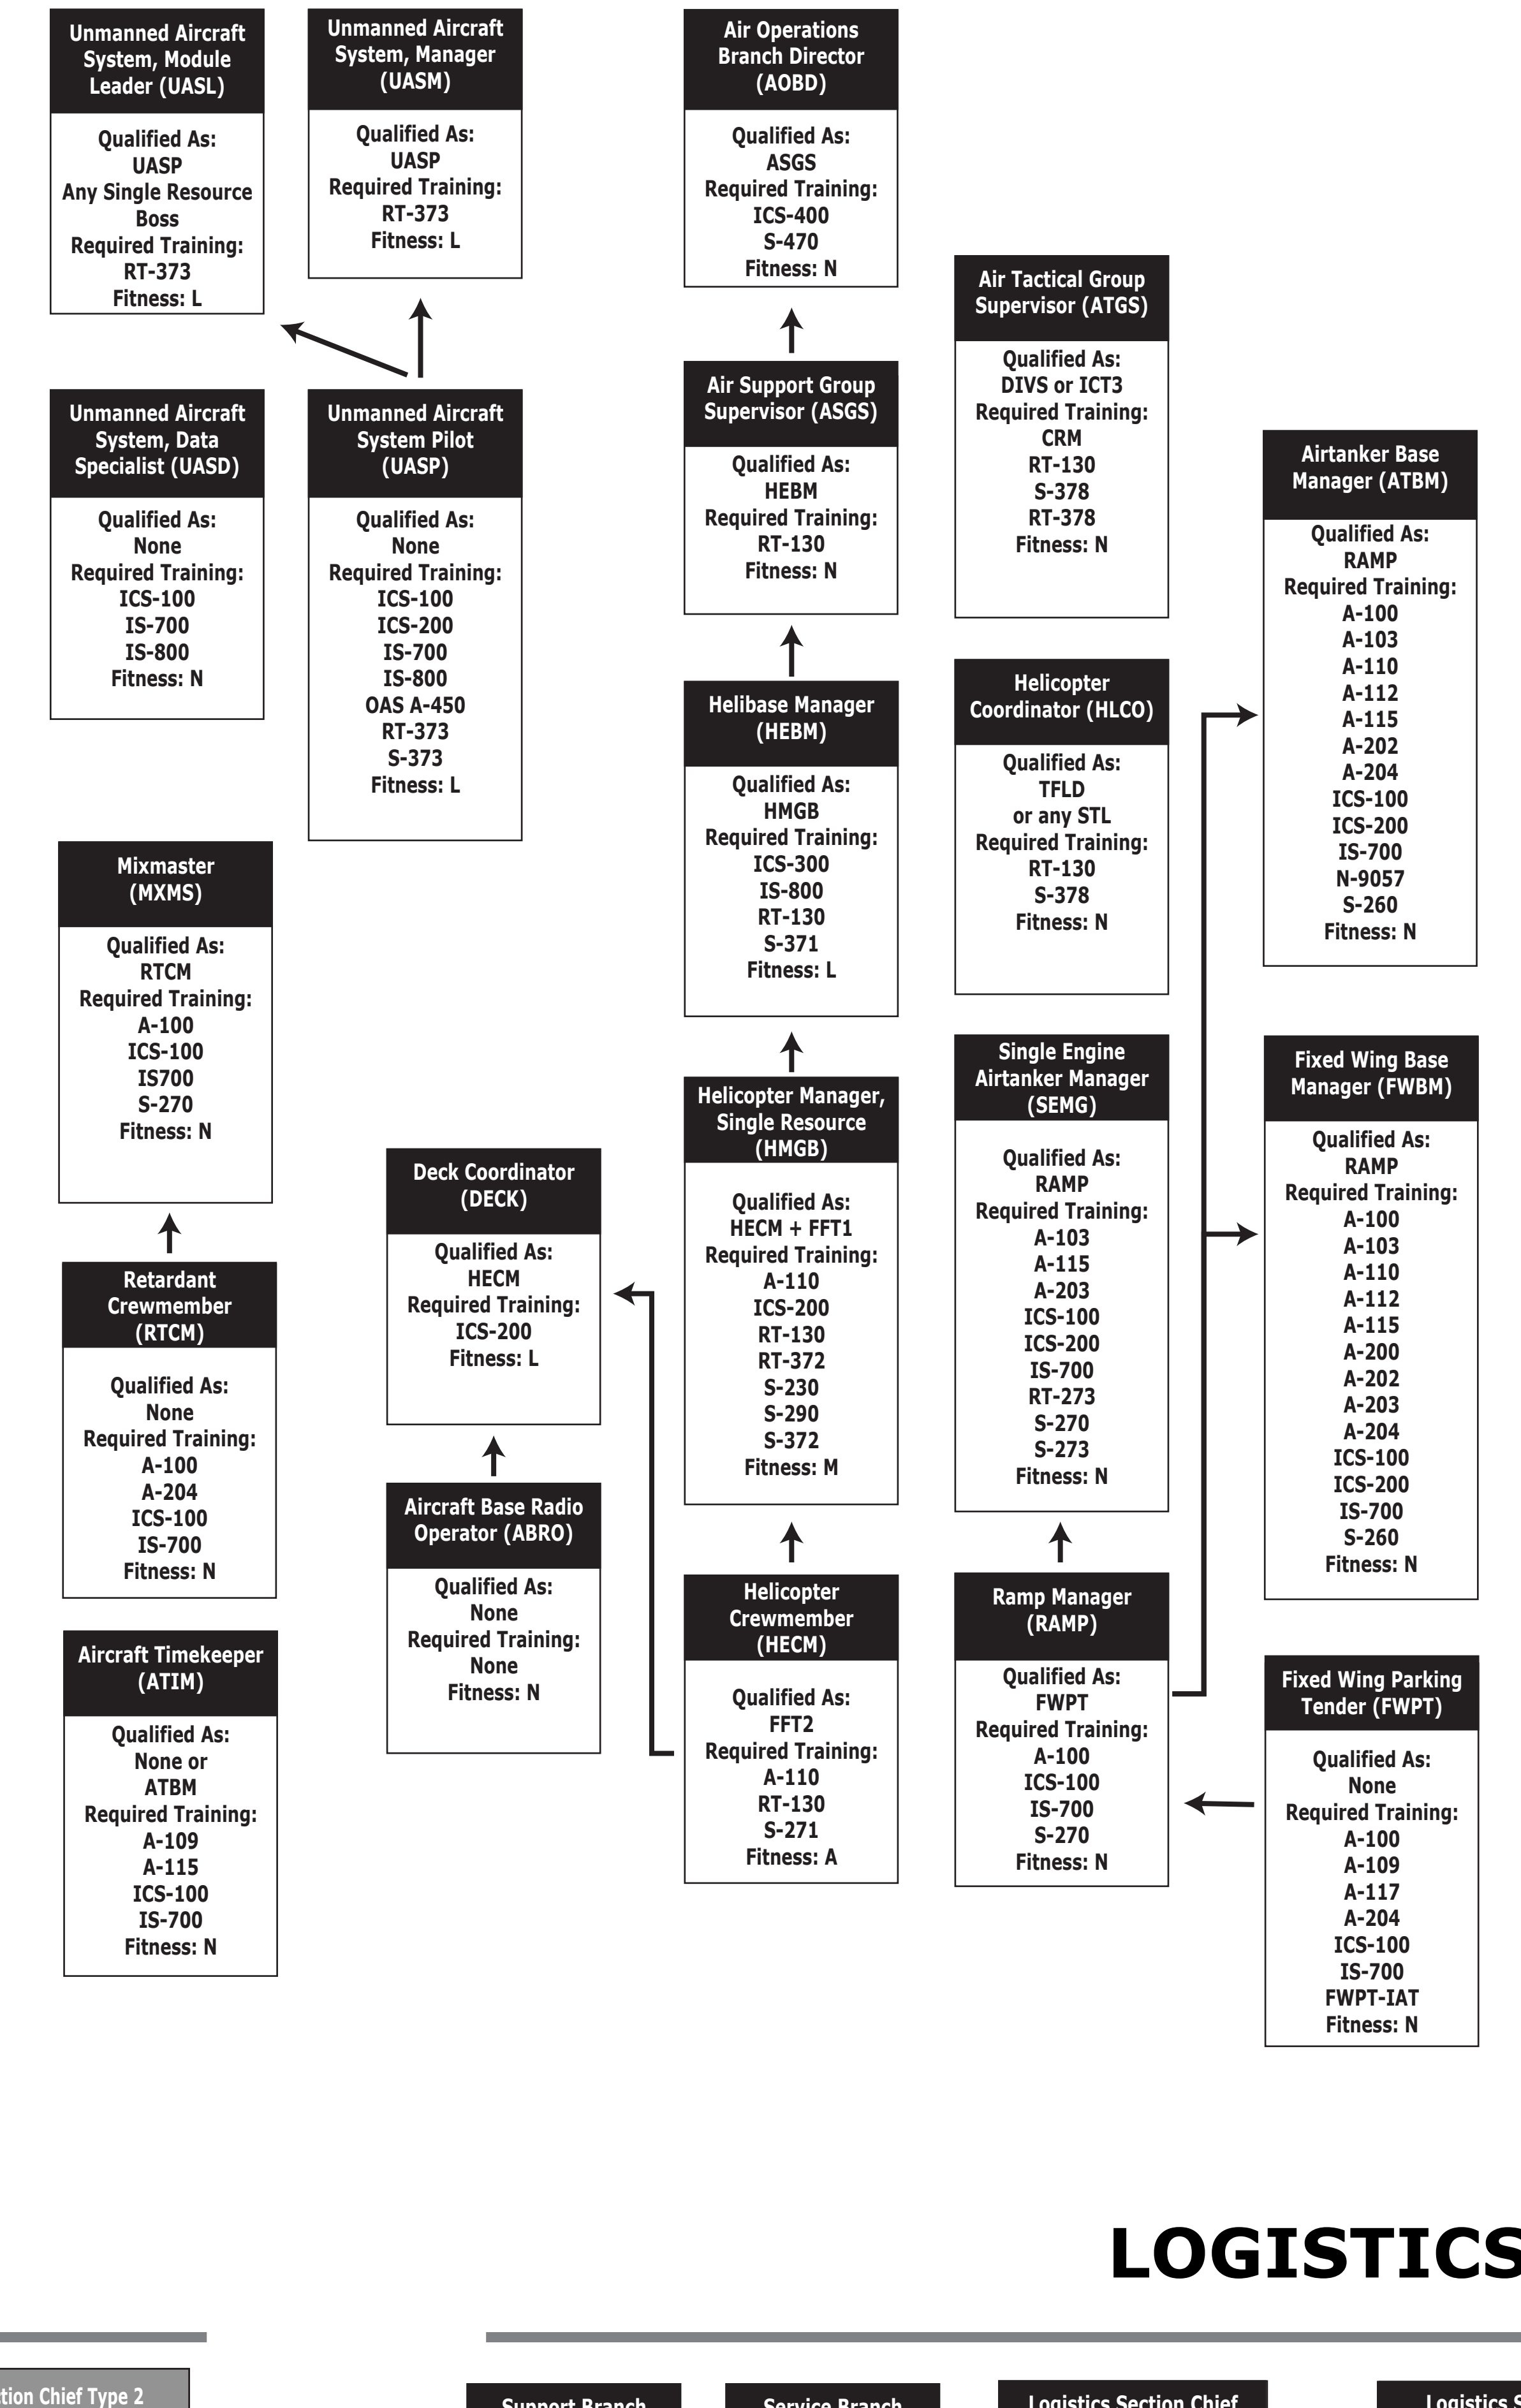 Unmanned Aircraft
System, Module
Leader (UASL)
Qualified As:
UASP
Any Single Resource
Boss
Required Training:
RT-373
Fitness: L
Unmanned Aircraft
System, Manager
(UASM)
Qualified As:
UASP
Required Training:
RT-373
Fitness: L
Air Operations
Branch Director
(AOBD)
Qualified As:
ASGS
Required Training:
ICS-400
S-470
Fitness: N
Air Tactical Group
Supervisor (ATGS)
Qualified As:
DIVS or ICT3
Required Training:
CRM
RT-130
S-378
RT-378
Fitness: N
Unmanned Aircraft
System, Data
Specialist (UASD)
Qualified As:
None
Required Training:
ICS-100
IS-700
IS-800
Fitness: N
Unmanned Aircraft
System Pilot
(UASP)
Qualified As:
None
Required Training:
ICS-100
ICS-200
IS-700
IS-800
OAS A-450
RT-373
S-373
Fitness: L
Air Support Group
Supervisor (ASGS)
Qualified As:
HEBM
Required Training:
RT-130
Fitness: N
Airtanker Base
Manager (ATBM)
Qualified As:
RAMP
Required Training:
A-100
A-103
A-110
A-112
A-115
A-202
A-204
ICS-100
ICS-200
IS-700
N-9057
S-260
Fitness: N
Helibase Manager
(HEBM)
Qualified As:
HMGB
Required Training:
ICS-300
IS-800
RT-130
S-371
Fitness: L
Helicopter
Coordinator (HLCO)
Qualified As:
TFLD
or any STL
Required Training:
RT-130
S-378
Fitness: N
Mixmaster
(MXMS)
Qualified As:
RTCM
Required Training:
A-100
ICS-100
IS700
S-270
Fitness: N
Deck Coordinator
(DECK)
Qualified As:
HECM
Required Training:
ICS-200
Fitness: L
Helicopter Manager,
Single Resource
(HMGB)
Qualified As:
HECM + FFT1
Required Training:
A-110
ICS-200
RT-130
RT-372
S-230
S-290
S-372
Fitness: M
Single Engine
Airtanker Manager
(SEMG)
Qualified As:
RAMP
Required Training:
A-103
A-115
A-203
ICS-100
ICS-200
IS-700
RT-273
S-270
S-273
Fitness: N
Fixed Wing Base
Manager (FWBM)
Qualified As:
RAMP
Required Training:
A-100
A-103
A-110
A-112
A-115
A-200
A-202
A-203
A-204
ICS-100
ICS-200
IS-700
S-260
Fitness: N
Retardant
Crewmember
(RTCM)
Qualified As:
None
Required Training:
A-100
A-204
ICS-100
IS-700
Fitness: N
Aircraft Base Radio
Operator (ABRO)
Qualified As:
None
Required Training:
None
Fitness: N
Helicopter
Crewmember
(HECM)
Qualified As:
FFT2
Required Training:
A-110
RT-130
S-271
Fitness: A
Ramp Manager
(RAMP)
Qualified As:
FWPT
Required Training:
A-100
ICS-100
IS-700
S-270
Fitness: N
Fixed Wing Parking
Tender (FWPT)
Qualified As:
None
Required Training:
A-100
A-109
A-117
A-204
ICS-100
IS-700
FWPT-IAT
Fitness: N
Aircraft Timekeeper
(ATIM)
Qualified As:
None or
ATBM
Required Training:
A-109
A-115
ICS-100
IS-700
Fitness: N
LOGISTICS
Chief Type 2
Support Branch
Service Branch
Logistics Section Chief
Logistics